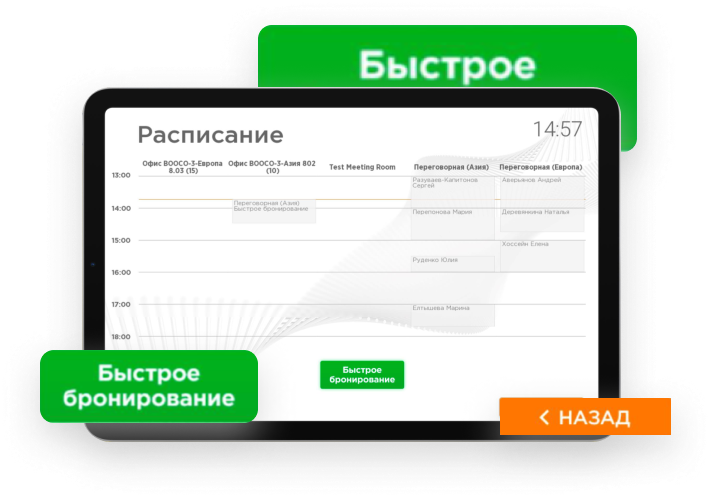 Быстрое
Расписание
14:57
Офис ВООСО-3-Европа
8.03 (15)
Офис ВООСО-3-Азия 802
(10)
Test Meeting Room
Переговорная (Азия)
Переговорная (Европа)
13:00
Разуваев-Капитонов
Сергей
Аверьянов Андрей
14:00
Переговорная (Азия)
Быстрое бронирование
Перепонова Мария
Деревянкина Наталья
15:00
Хоссейн Елена
16:00
Руденко Юлия
17:00
Елтышева Марина
18:00
Быстрое
бронирование
Быстрое
бронирование
< НАЗАД